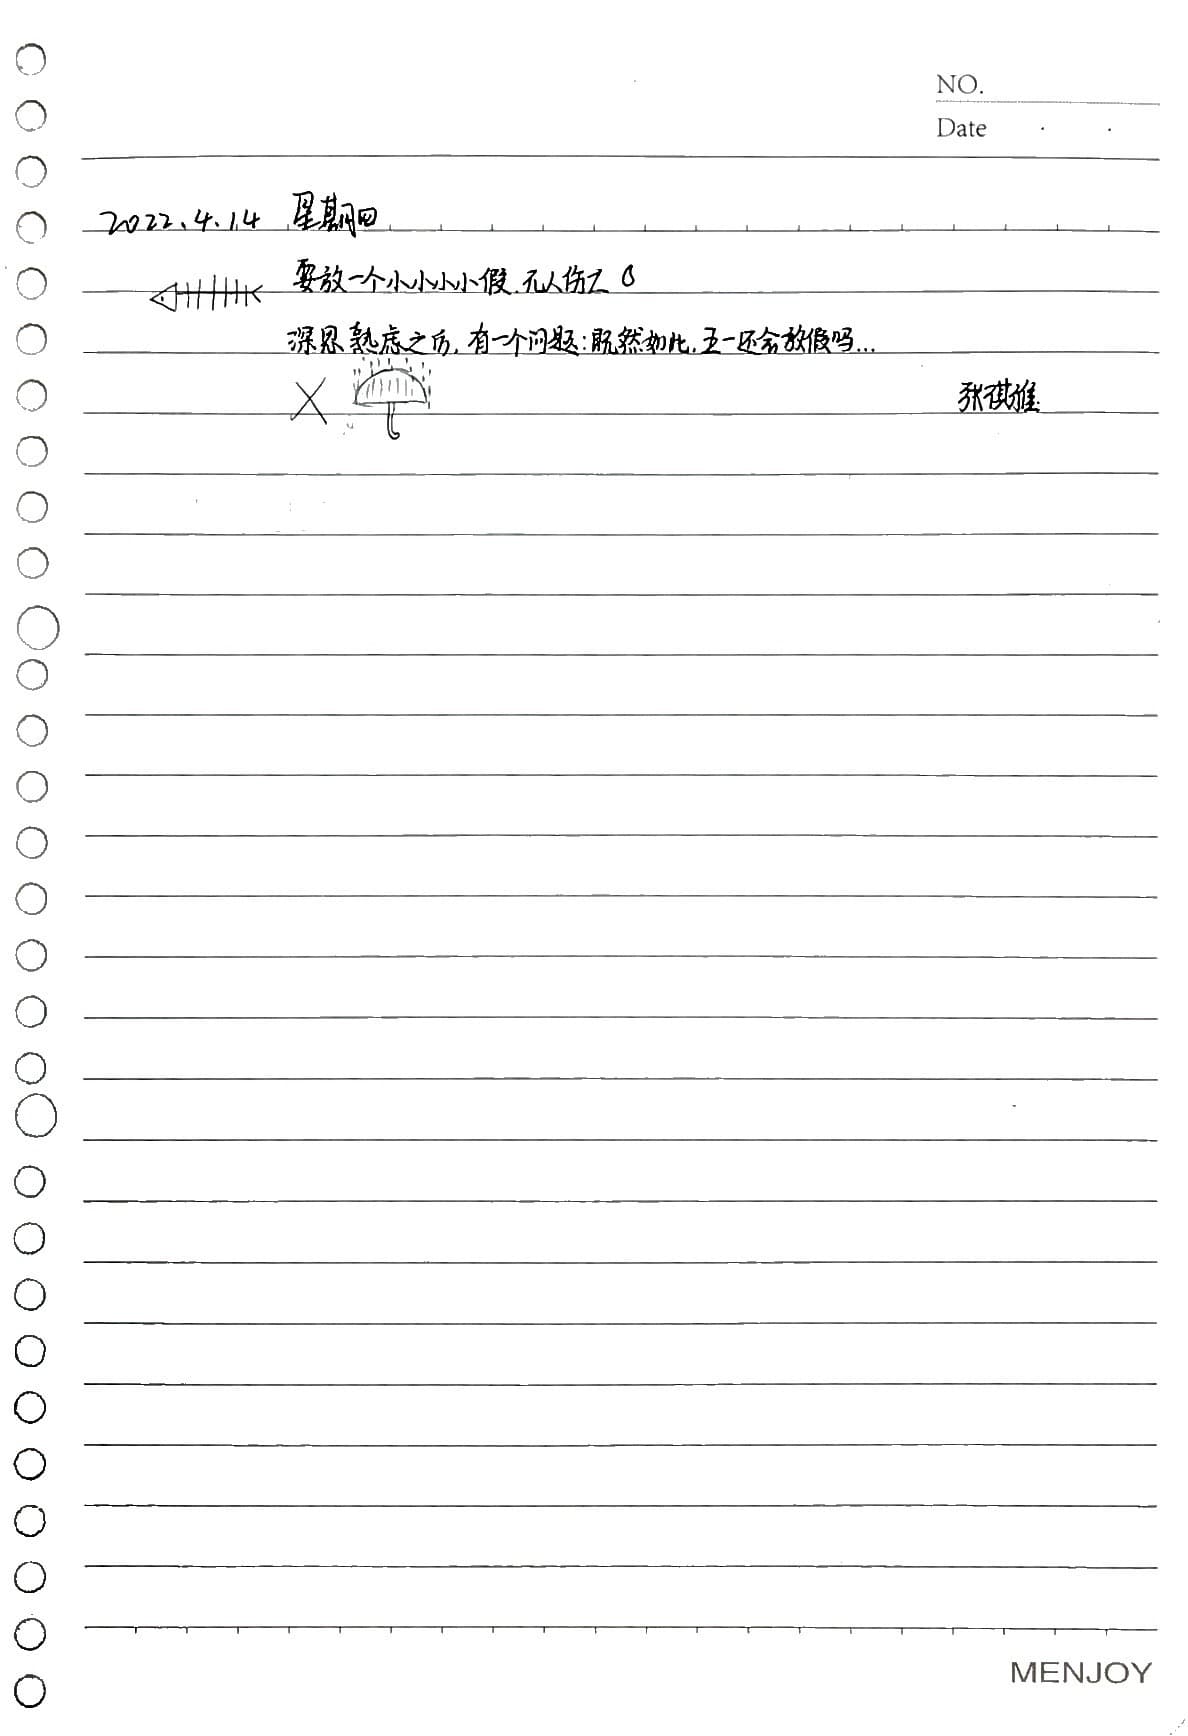 NO.
Date
2022.4.14 星期四
要放一个小小小小假,无人伤亡
深思熟虑之后,有一个问题:既然如此,五一还会放假吗...
张祺雅
MENJOY